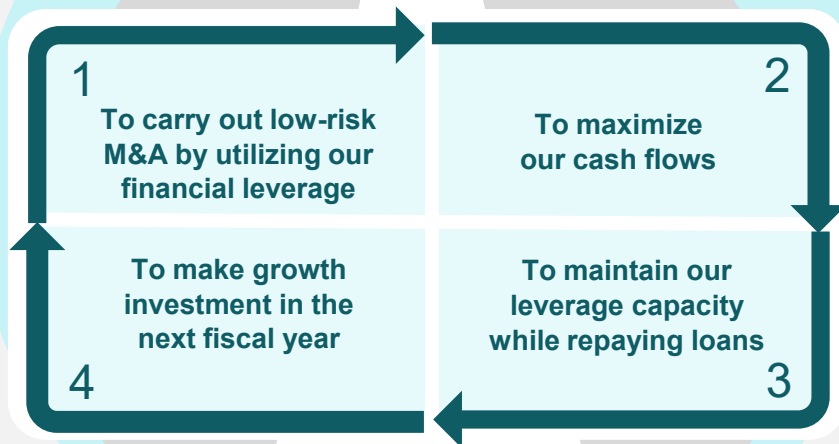 1
To carry out low-risk
M&A by utilizing our
financial leverage
2
To maximize
our cash flows
3
To maintain our
leverage capacity
while repaying loans
4
To make growth
investment in the
next fiscal year